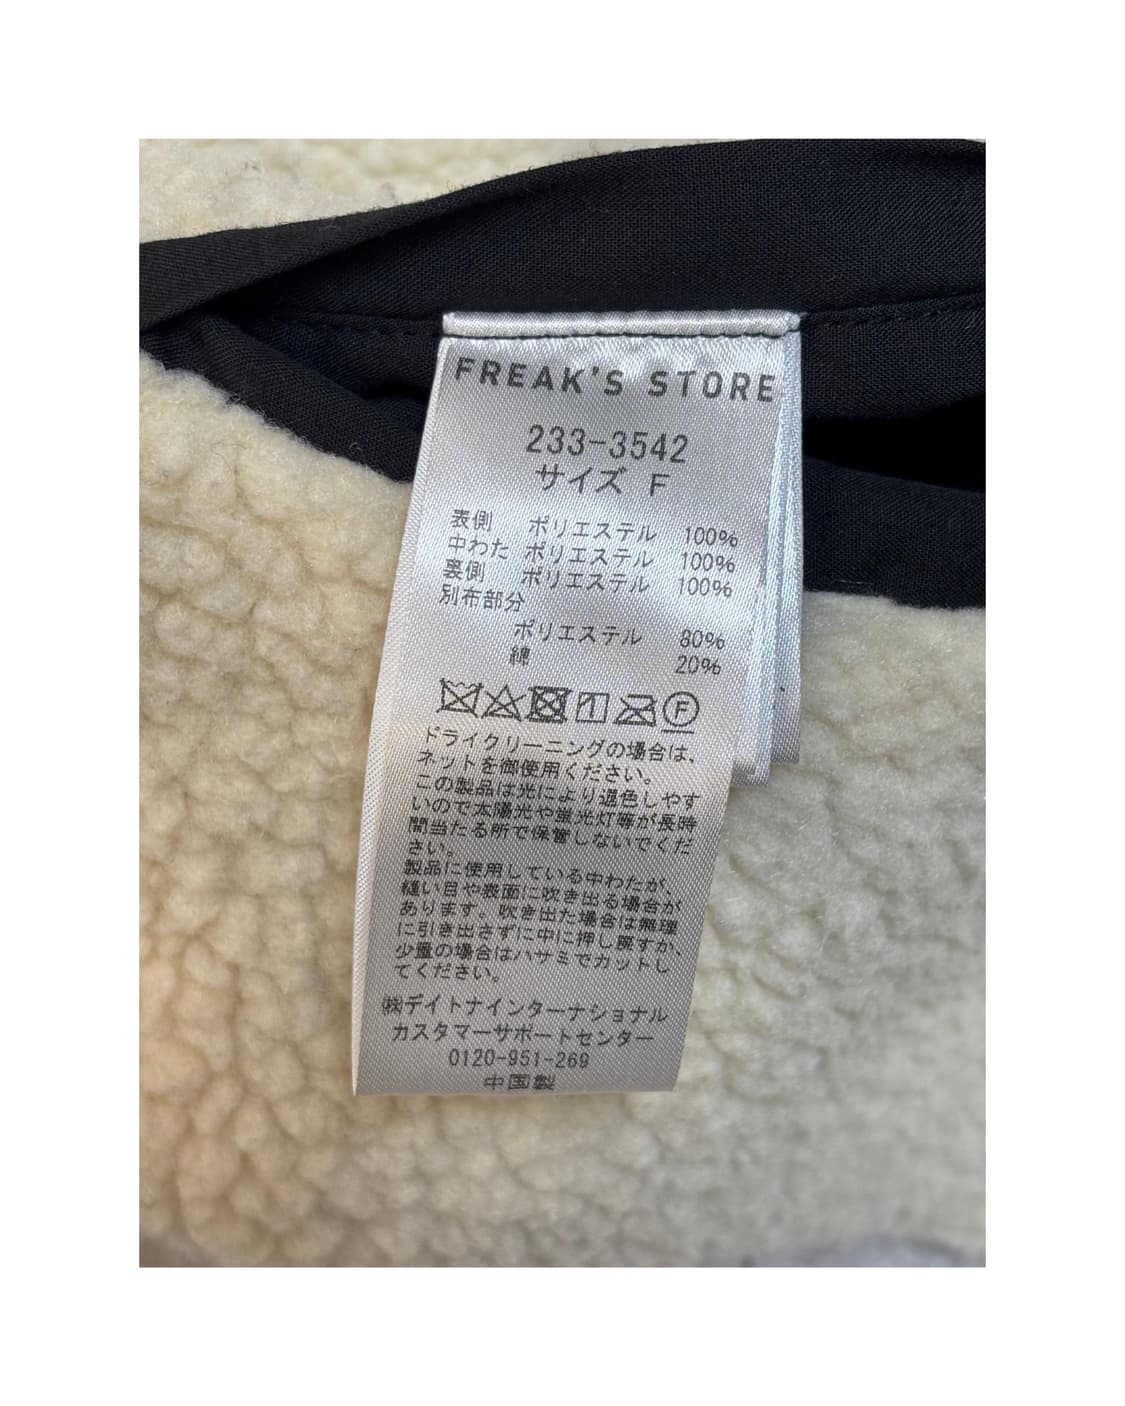 FREAK'S STORE
233-3542
サイズ F
表側 ポリエステル 100%
中わた ポリエステル 100%
裏側 ポリエステル 100%
別布部分
ポリエステル 80%
綿 20%
F
ドライクリーニングの場合は、
ネットを御使用ください。
この製品は光により退色しやす
いので太陽光や蛍光灯等が長時
間当たる所で保管しないでくだ
さい。
製品に使用している中わたが、
縫い目や表面に吹き出る場合が
あります。吹き出た場合は無理
に引き出さずに中に押し戻すか、
少量の場合はハサミでカットし
てください。
㈱デイトナインターナショナル
カスタマーサポートセンター
0120-951-269
中国製